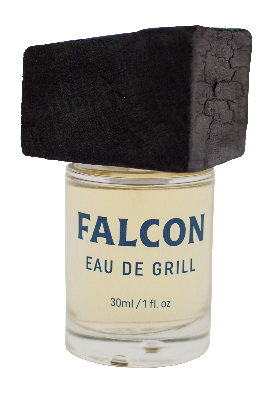 FALCON
EAU DE GRILL
30ml / 1 fl. oz